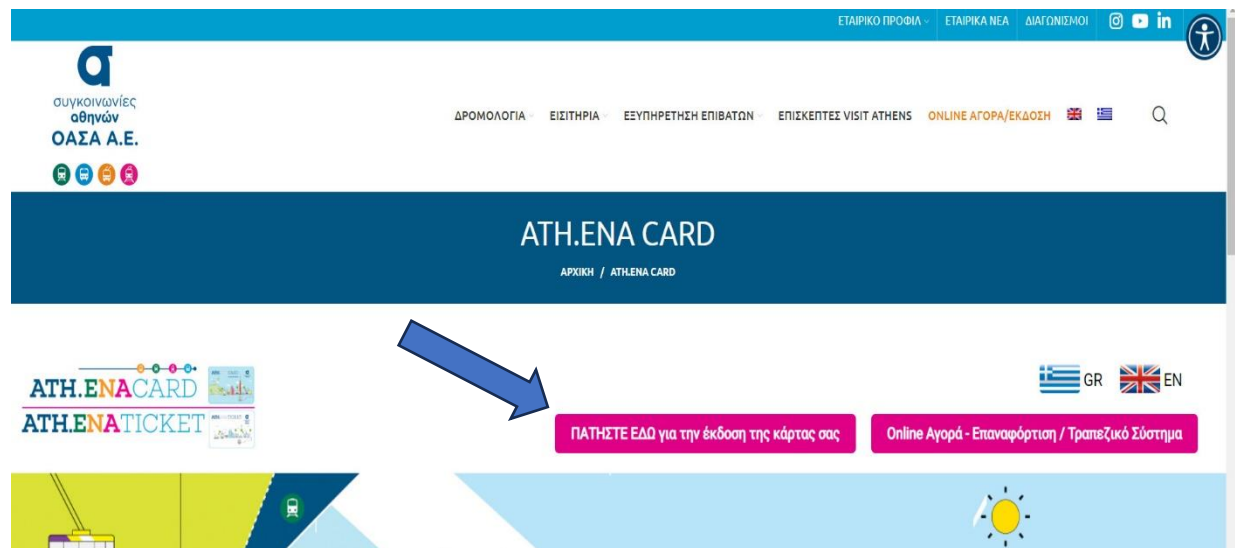 ΕΤΑΙΡΙΚΟ ΠΡΟΦΙΛ ΕΤΑΙΡΙΚΑ ΝΕΑ ΔΙΑΓΩΝΙΣΜΟΙ
σ
συγκοινωνίες
αθηνών
ΟΑΣΑ Α.Ε.
ΔΡΟΜΟΛΟΓΙΑ ΕΙΣΙΤΗΡΙΑ ΕΞΥΠΗΡΕΤΗΣΗ ΕΠΙΒΑΤΩΝ ΕΠΙΣΚΕΠΤΕΣ VISIT ATHENS ONLINE ΑΓΟΡΑ/ΕΚΔΟΣΗ
ATH.ENA CARD
ΑΡΧΙΚΗ / ATH.ENA CARD
ATH.ENACARD
ATH.ENATICKET
GR EN
ΠΑΤΗΣΤΕ ΕΔΩ για την έκδοση της κάρτας σας Online Αγορά - Επαναφόρτιση / Τραπεζικό Σύστημα